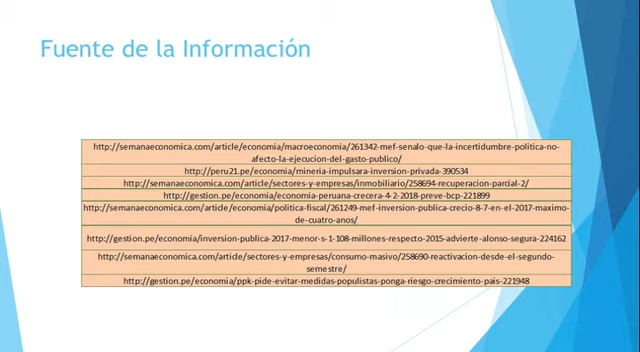 Fuente de la Información
http://semanaeconomica.com/article/economia/macroeconomia/261342-mef-senalo-que-la-incertidumbre-politica-no-
afecto-la-ejecucion-del-gasto-publico/
http://peru21.pe/economia/mineria-impulsara-inversion-privada-390534
http://semanaeconomica.com/article/sectores-y-empresas/inmobiliario/258694-recuperacion-parcial-2/
http://gestion.pe/economia/economia-peruana-crecera-4-2-2018-preve-bcp-221899
http://semanaeconomica.com/article/economia/politica-fiscal/261249-mef-inversion-publica-crecio-8-7-en-el-2017-maximo-
de-cuatro-anos/
http://gestion.pe/economia/inversion-publica-2017-menor-s-1-108-millones-respecto-2015-advierte-alonso-segura-224162
http://semanaeconomica.com/article/sectores-y-empresas/consumo-masivo/258690-reactivacion-desde-el-segundo-
semestre/
http://gestion.pe/economia/ppk-pide-evitar-medidas-populistas-ponga-riesgo-crecimiento-pais-221948